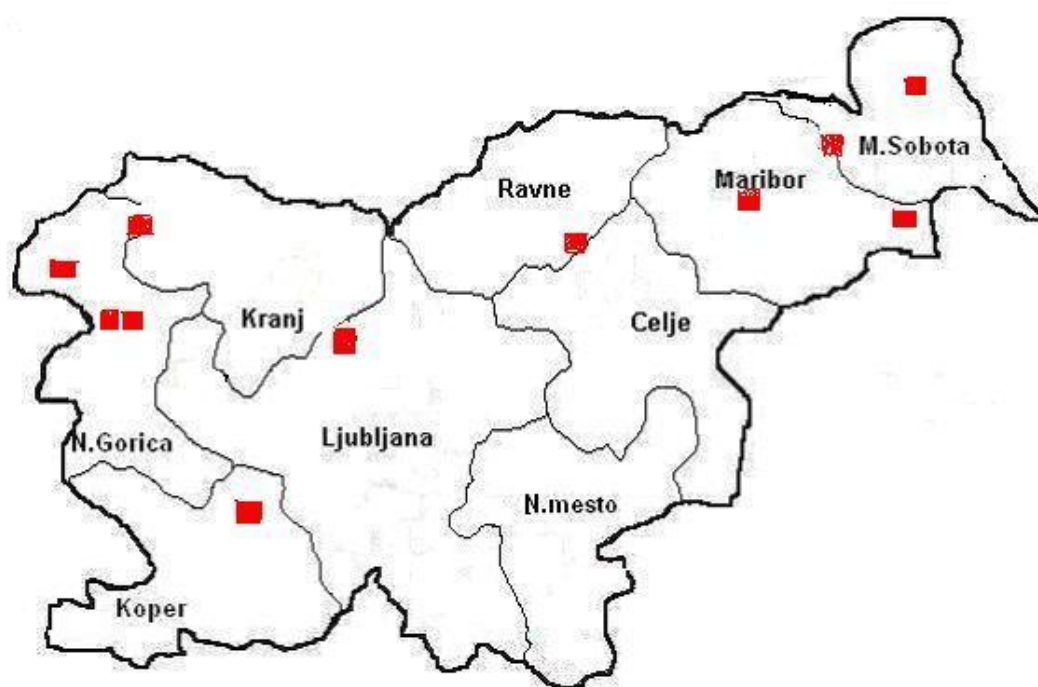 M.Sobota
Maribor
Ravne
Kranj
Celje
Ljubljana
N.Gorica
N.mesto
Koper